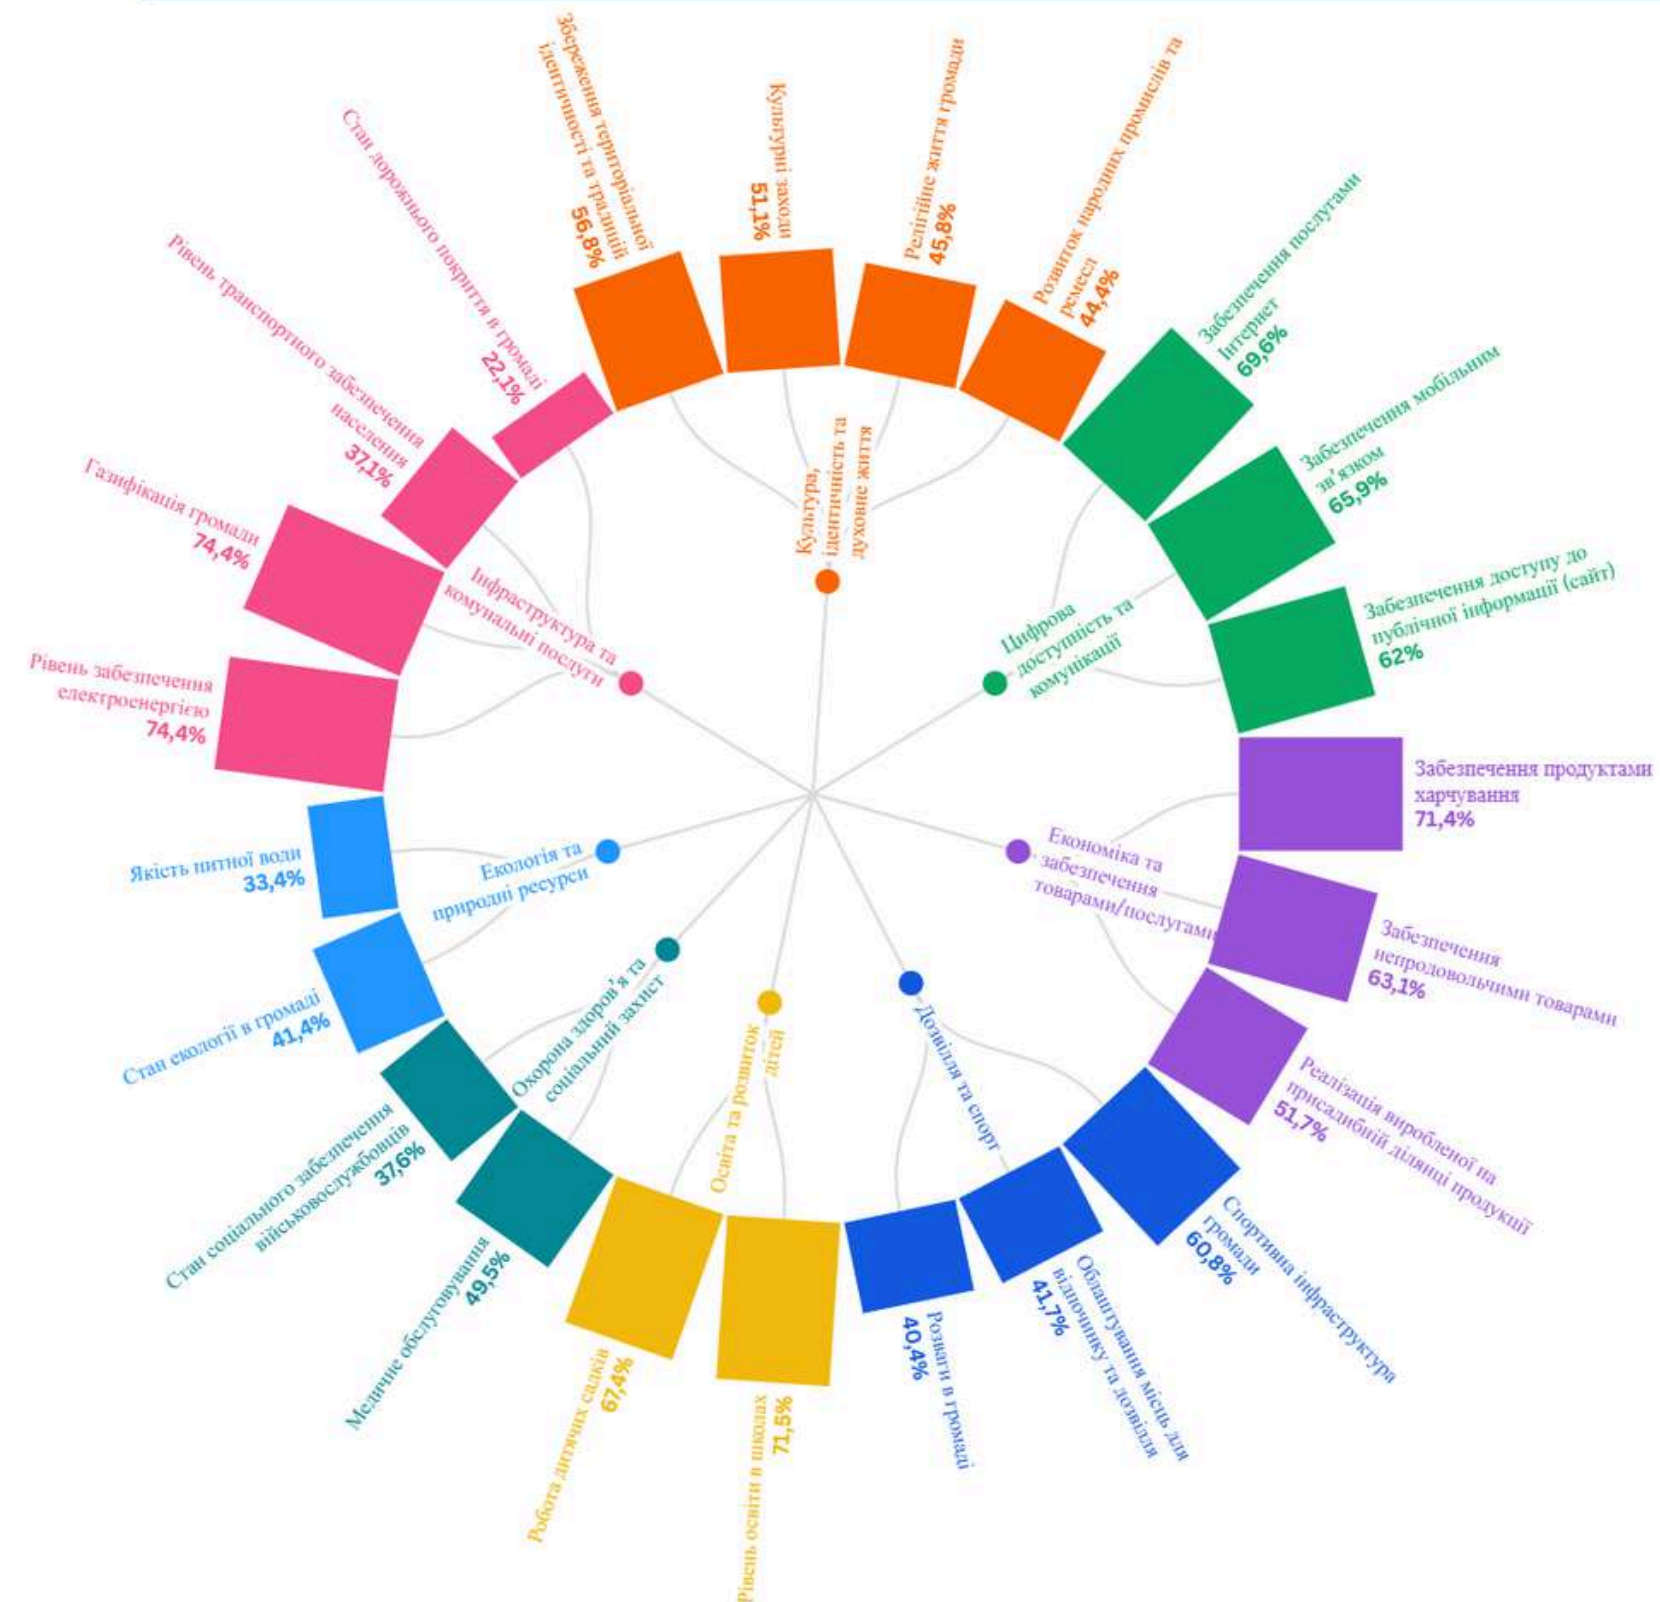 Збереження територіальної
ідентичності та традицій
56,8%
Культурні заходи
51,1%
Релігійне життя громади
45,8%
Розвиток народних промислів та
ремесл
44,4%
Культура,
ідентичність та
духовне життя
Забезпечення послугами
Інтернет
69,6%
Забезпечення мобільним
зв'язком
65,9%
Забезпечення доступу до
публічної інформації (сайт)
62%
Цифрова
доступність та
комунікації
Забезпечення продуктами
харчування
71,4%
Забезпечення
непродовольчими товарами
63,1%
Реалізація виробленої на
присадибній ділянці продукції
51,7%
Економіка та
забезпечення
товарами/послугами
Спортивна інфраструктура
громади
60,8%
Облаштування місць для
відпочинку та дозвілля
41,7%
Розваги в громаді
40,4%
Дозвілля та спорт
Рівень освіти в школах
71,5%
Робота дитячих садків
67,4%
Освіта та розвиток
дітей
Медичне обслуговування
49,5%
Стан соціального забезпечення
військовослужбовців
37,6%
Охорона здоров'я та
соціальний захист
Стан екології в громаді
41,4%
Якість питної води
33,4%
Екологія та
природні ресурси
Рівень забезпечення
електроенергією
74,4%
Газифікація громади
74,4%
Рівень транспортного забезпечення
населення
37,1%
Стан дорожнього покриття в громаді
22,1%
Інфраструктура та
комунальні послуги